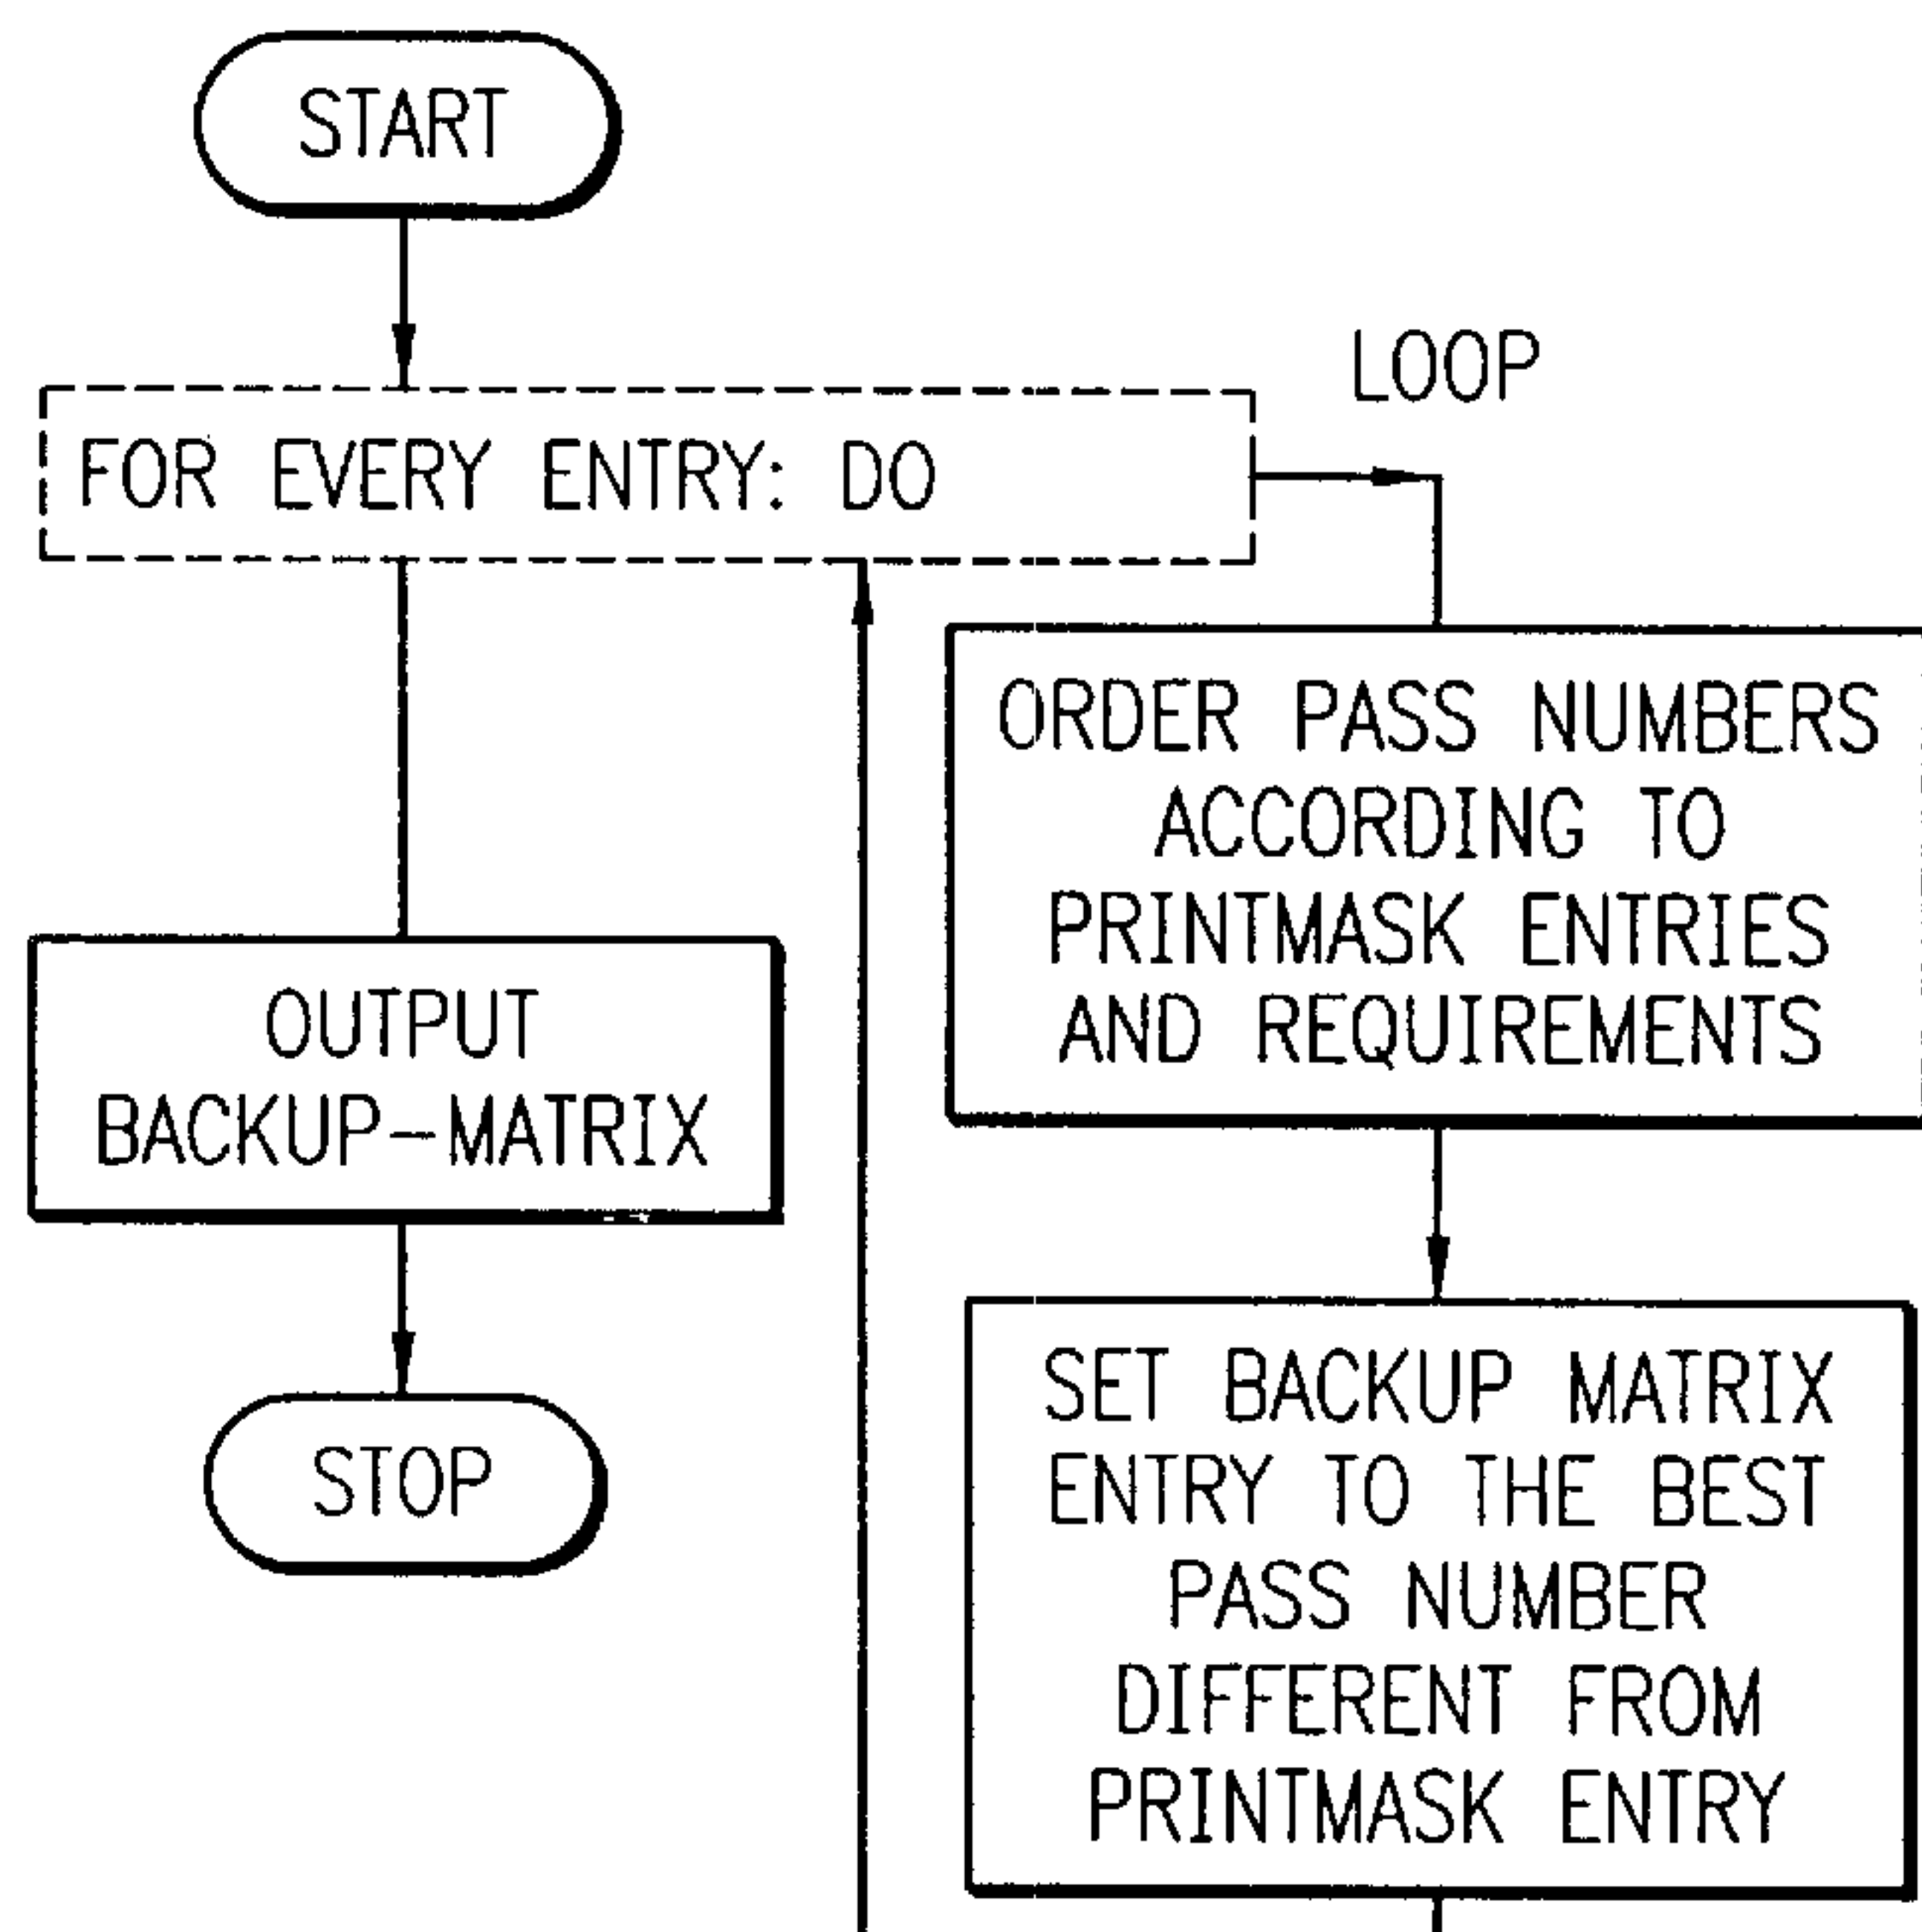 START
LOOP
FOR EVERY ENTRY: DO
ORDER PASS NUMBERS
ACCORDING TO
PRINTMASK ENTRIES
AND REQUIREMENTS
OUTPUT
BACKUP-MATRIX
SET BACKUP MATRIX
ENTRY TO THE BEST
PASS NUMBER
DIFFERENT FROM
PRINTMASK ENTRY
STOP